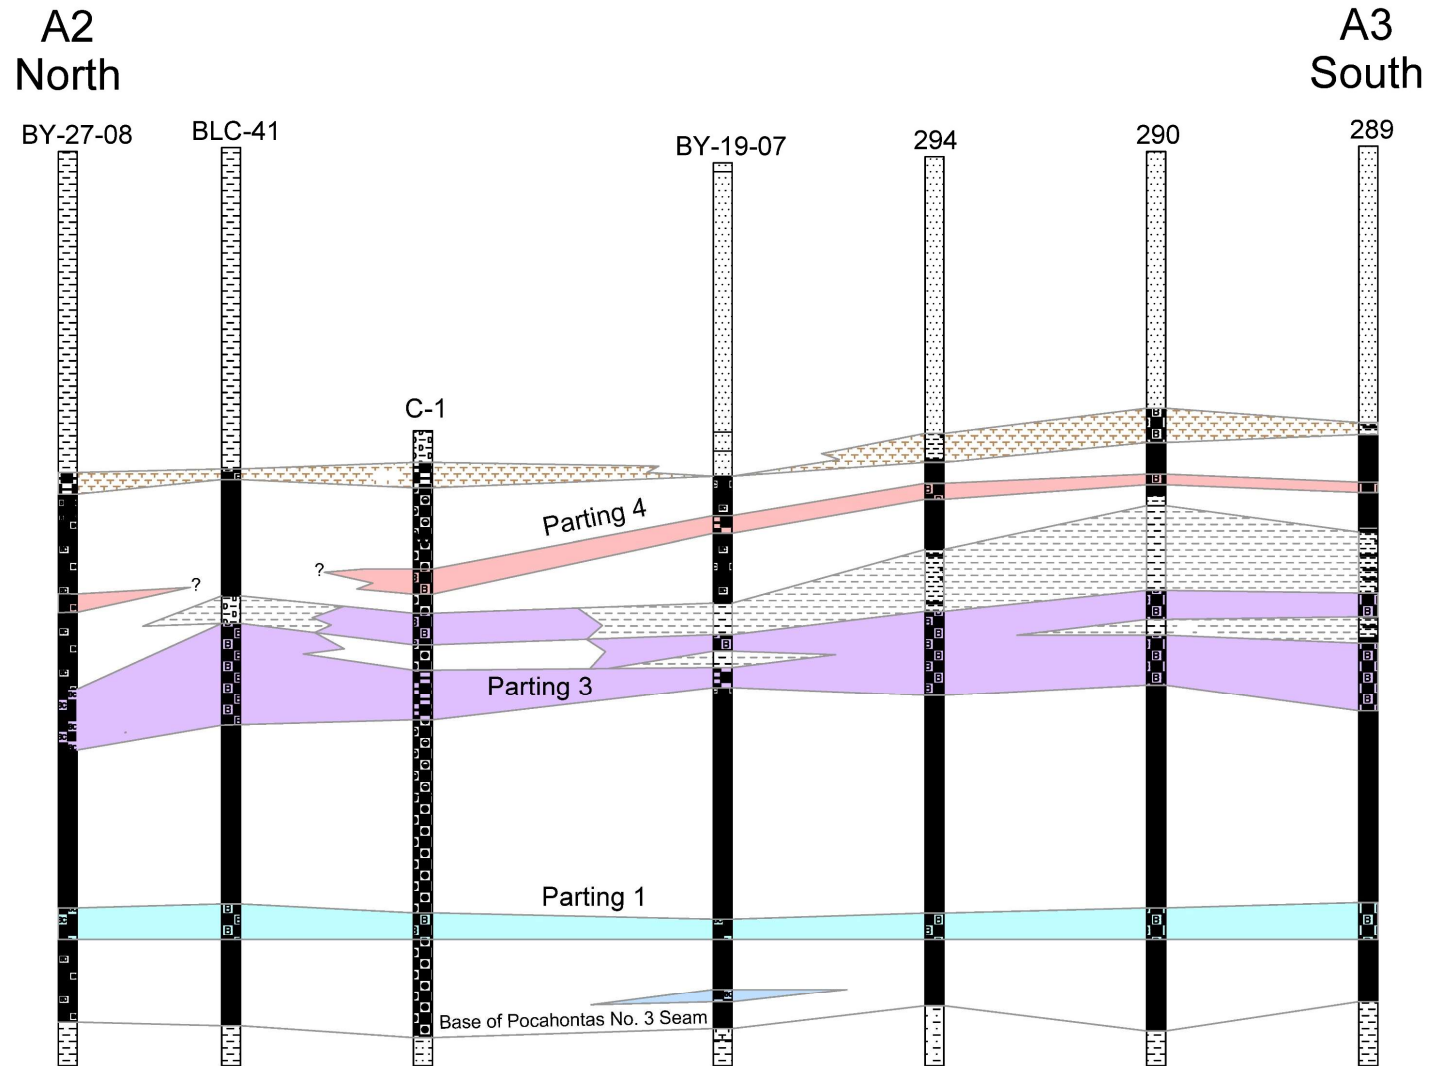 A2
North
A3
South
BY-27-08
BLC-41
BY-19-07
294
290
289
C-1
Parting 4
?
?
Parting 3
Parting 1
Base of Pocahontas No. 3 Seam